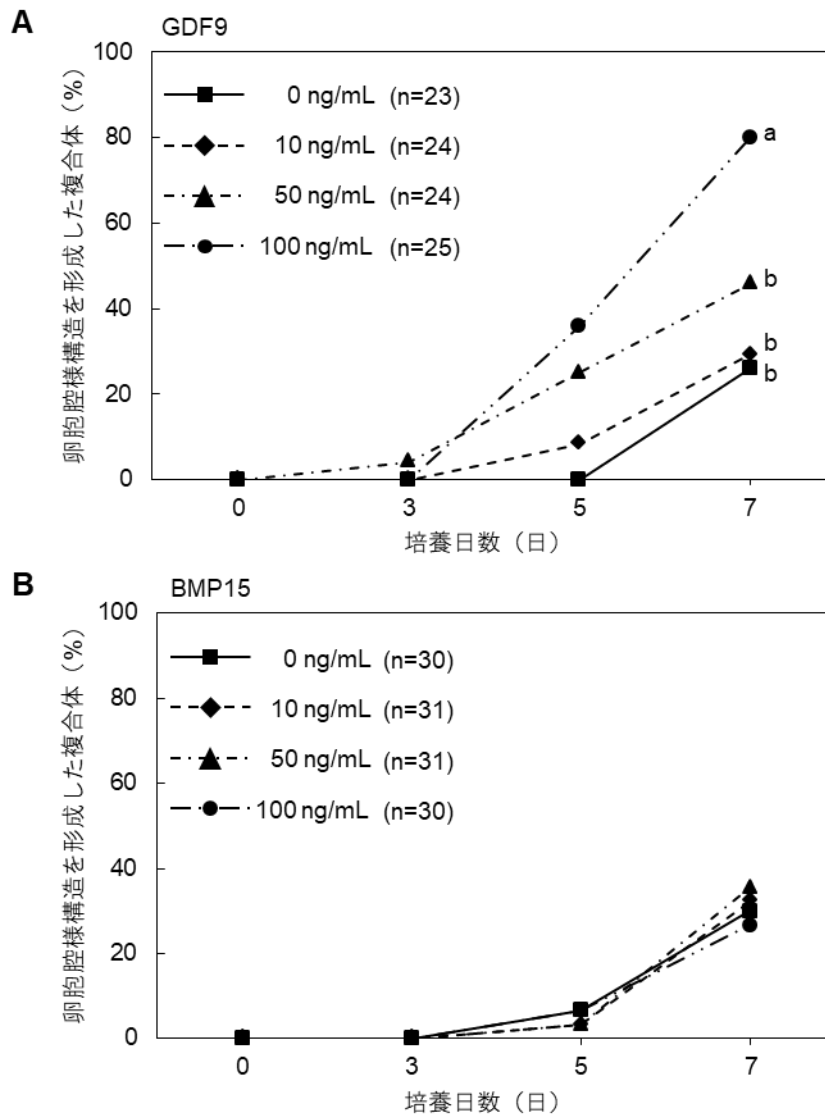 A
GDF9
卵胞腔様構造を形成した複合体（%）
100
80
60
40
20
0
0 ng/mL (n=23)
10 ng/mL (n=24)
50 ng/mL (n=24)
100 ng/mL (n=25)
a
b
b
b
0 3 5 7
培養日数（日）
B
BMP15
卵胞腔様構造を形成した複合体（%）
100
80
60
40
20
0
0 ng/mL (n=30)
10 ng/mL (n=31)
50 ng/mL (n=31)
100 ng/mL (n=30)
0 3 5 7
培養日数（日）